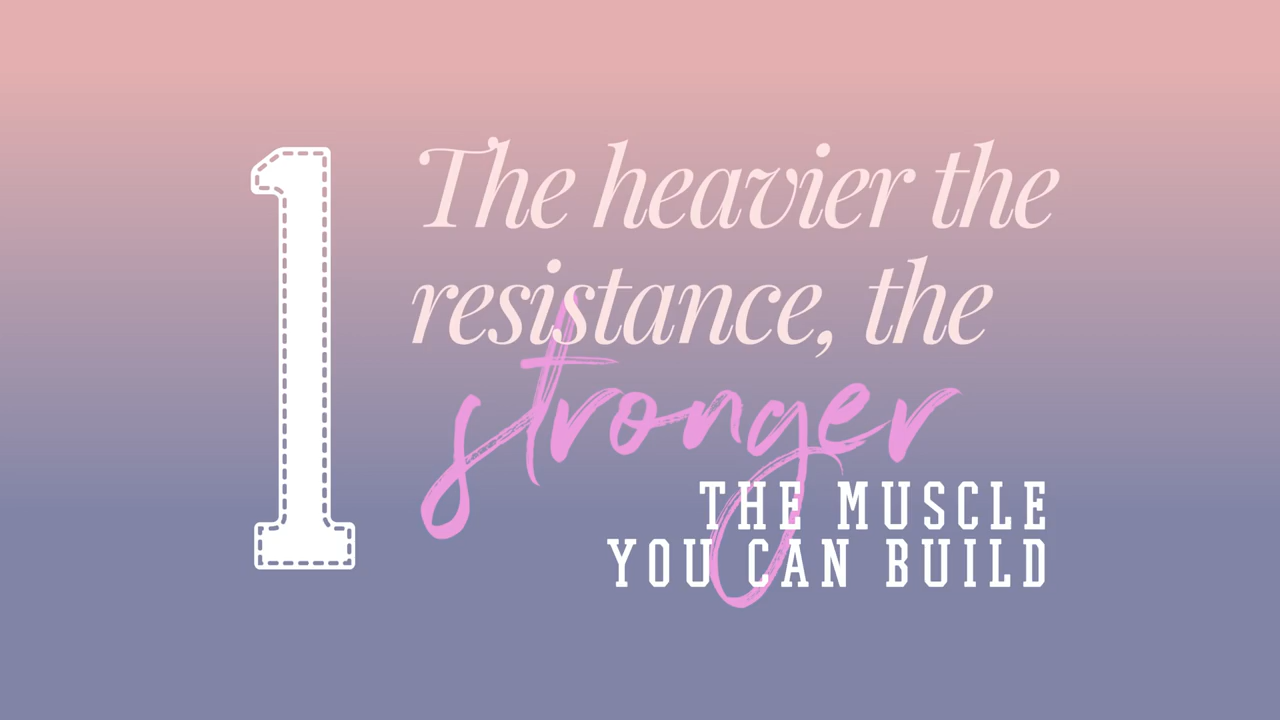 1
The heavier the
resistance, the
stronger
THE MUSCLE
YOU CAN BUILD